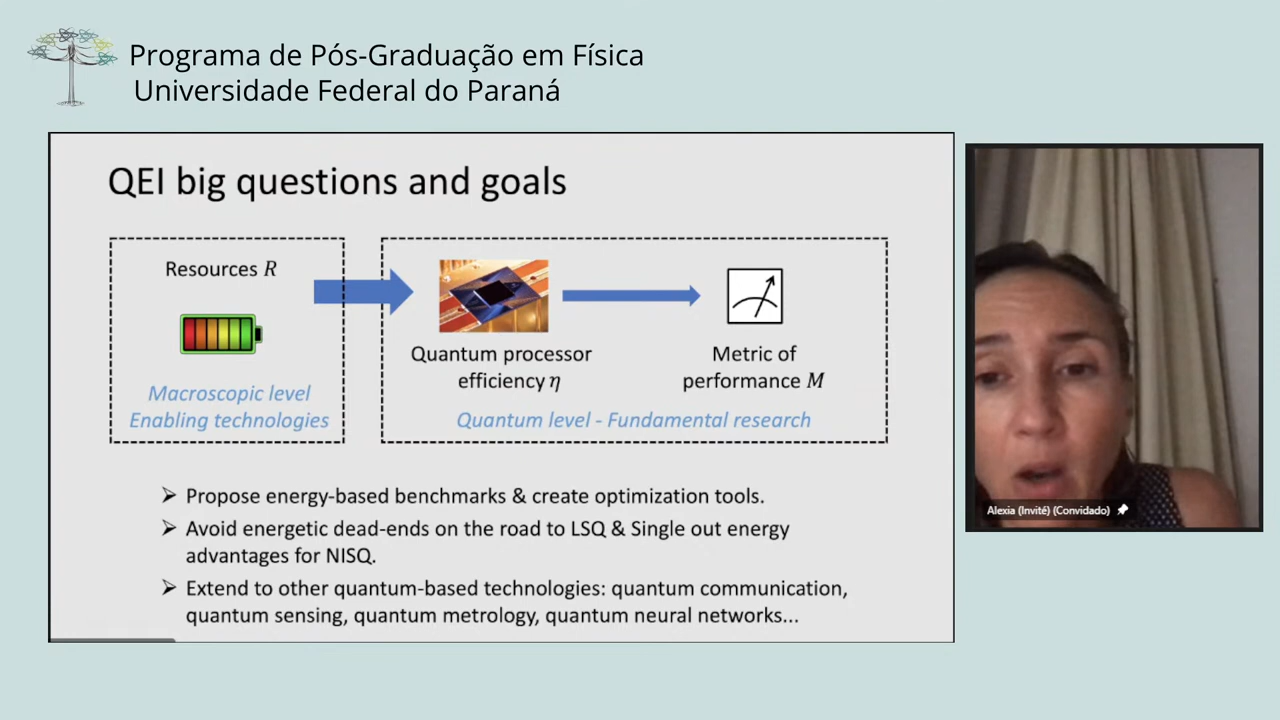 Programa de Pós-Graduação em Física
Universidade Federal do Paraná
QEI big questions and goals
Resources R
Macroscopic level
Enabling technologies
Quantum processor
efficiency η
Metric of
performance M
Quantum level - Fundamental research
➢ Propose energy-based benchmarks & create optimization tools.
➢ Avoid energetic dead-ends on the road to LSQ & Single out energy
advantages for NISQ.
➢ Extend to other quantum-based technologies: quantum communication,
quantum sensing, quantum metrology, quantum neural networks...
Alexia (Invité) (Convidado)